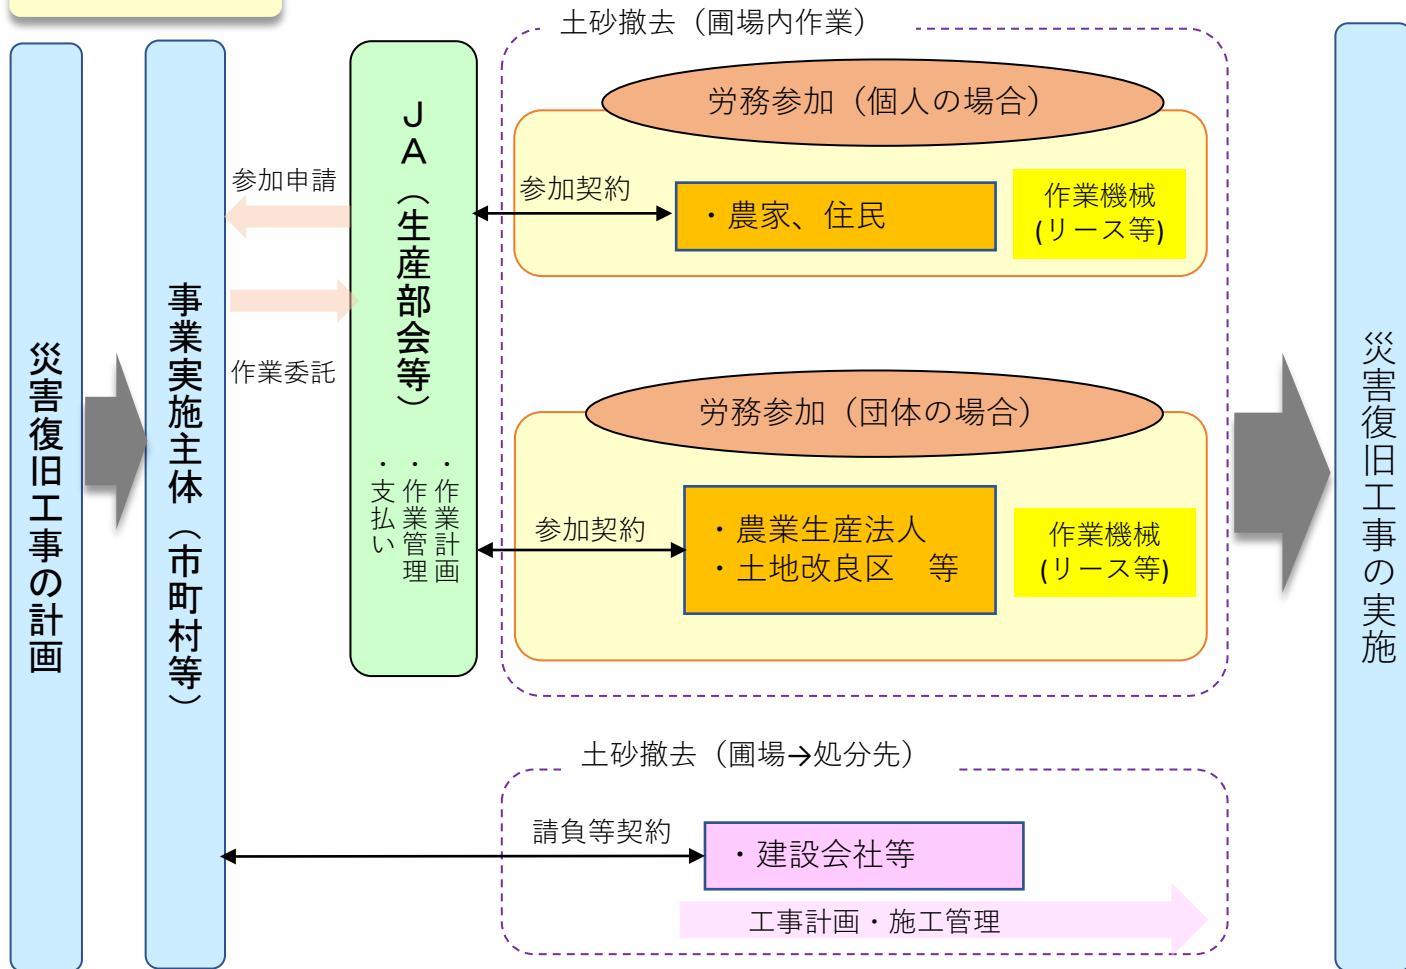 災害復旧工事の計画
事業実施主体（市町村等）
参加申請
作業委託
ＪＡ（生産部会等）
・作業計画
・作業管理
・支払い
土砂撤去（圃場内作業）
労務参加（個人の場合）
参加契約
・農家、住民
作業機械
(リース等)
労務参加（団体の場合）
参加契約
・農業生産法人
・土地改良区　等
作業機械
(リース等)
土砂撤去（圃場→処分先）
請負等契約
・建設会社等
工事計画・施工管理
災害復旧工事の実施